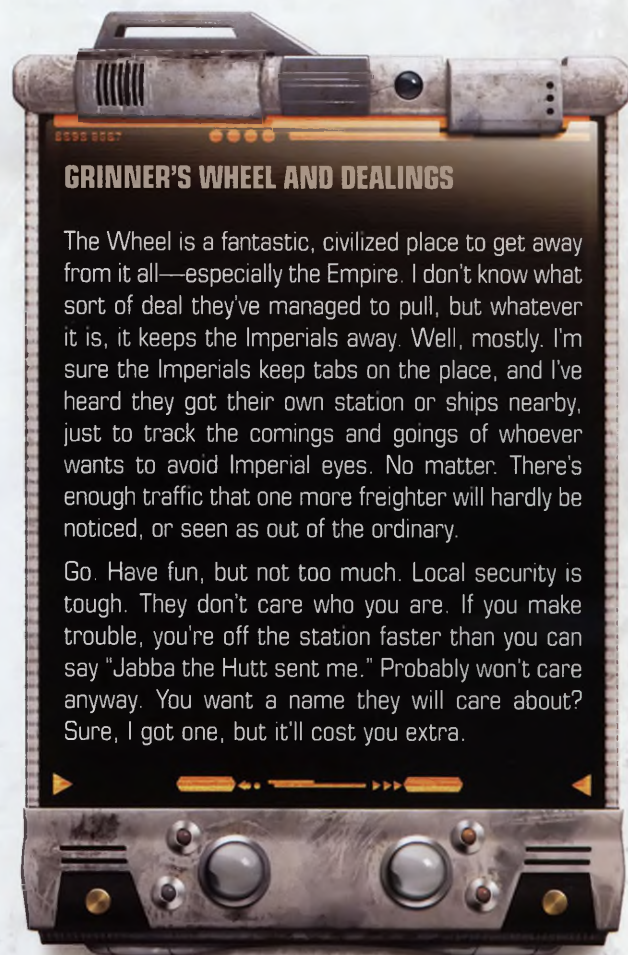 GRINNER'S WHEEL AND DEALINGS
The Wheel is a fantastic, civilized place to get away
from it all—especially the Empire. I don't know what
sort of deal they've managed to pull, but whatever
it is, it keeps the Imperials away. Well, mostly. I'm
sure the Imperials keep tabs on the place, and I've
heard they got their own station or ships nearby,
just to track the comings and goings of whoever
wants to avoid Imperial eyes. No matter. There's
enough traffic that one more freighter will hardly be
noticed, or seen as out of the ordinary.
Go. Have fun, but not too much. Local security is
tough. They don't care who you are. If you make
trouble, you're off the station faster than you can
say "Jabba the Hutt sent me." Probably won't care
anyway. You want a name they will care about?
Sure, I got one, but it'll cost you extra.